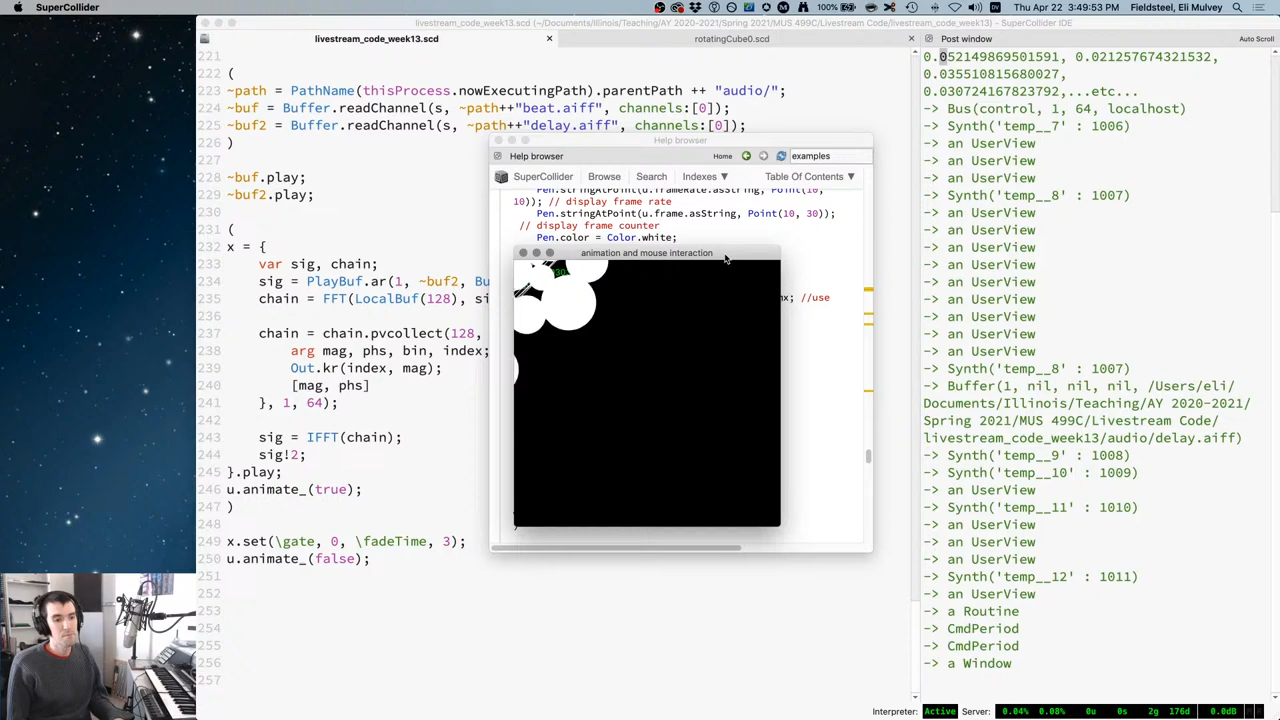 SuperCollider
Thu Apr 22 3:49:53 PM Fieldsteel, Eli Mulvey
livestream_code_week13.scd (~/Documents/Illinois/Teaching/AY 2020-2021/Spring 2021/MUS 499C/Livestream Code/livestream_code_week13) - SuperCollider IDE
livestream_code_week13.scd
rotatingCube0.scd
Post window
Auto Scroll
221
222 (
223 ~path = PathName(thisProcess.nowExecutingPath).parentPath ++ "audio/";
224 ~buf = Buffer.readChannel(s, ~path++"beat.aiff", channels:[0]);
225 ~buf2 = Buffer.readChannel(s, ~path++"delay.aiff", channels:[0]);
226 )
227
228 ~buf.play;
229 ~buf2.play;
230
231 (
232 x = {
233 var sig, chain;
234 sig = PlayBuf.ar(1, ~buf2, Bu
235 chain = FFT(LocalBuf(128), si
236
237 chain = chain.pvcollect(128,
238 arg mag, phs, bin, index;
239 Out.kr(index, mag);
240 [mag, phs]
241 }, 1, 64);
242
243 sig = IFFT(chain);
244 sig!2;
245 }.play;
246 u.animate_(true);
247 )
248
249 x.set(\gate, 0, \fadeTime, 3);
250 u.animate_(false);
251
252
253
254
255
256
257
Help browser
Help browser
Home
examples
SuperCollider Browse Search Indexes ▼ Table Of Contents ▼
Pen.stringAtPoint(u.frameRate.asString, Point(10,
10)); // display frame rate
Pen.stringAtPoint(u.frame.asString, Point(10, 30));
// display frame counter
Pen.color = Color.white;
animation and mouse interaction
; //use
0.052149869501591, 0.021257674321532,
0.035510815680027,
0.030724167823792,...etc...
-> Bus(control, 1, 64, localhost)
-> Synth('temp__7' : 1006)
-> an UserView
-> an UserView
-> an UserView
-> Synth('temp__8' : 1007)
-> an UserView
-> an UserView
-> an UserView
-> an UserView
-> an UserView
-> an UserView
-> an UserView
-> an UserView
-> an UserView
-> Synth('temp__8' : 1007)
-> Buffer(1, nil, nil, nil, /Users/eli/
Documents/Illinois/Teaching/AY 2020-2021/
Spring 2021/MUS 499C/Livestream Code/
livestream_code_week13/audio/delay.aiff)
-> Synth('temp__9' : 1008)
-> Synth('temp__10' : 1009)
-> an UserView
-> Synth('temp__11' : 1010)
-> an UserView
-> an UserView
-> an UserView
-> Synth('temp__12' : 1011)
-> an UserView
-> a Routine
-> CmdPeriod
-> CmdPeriod
-> a Window
Interpreter: Active Server: 0.04% 0.08% 0u 0s 2g 176d 0.0dB